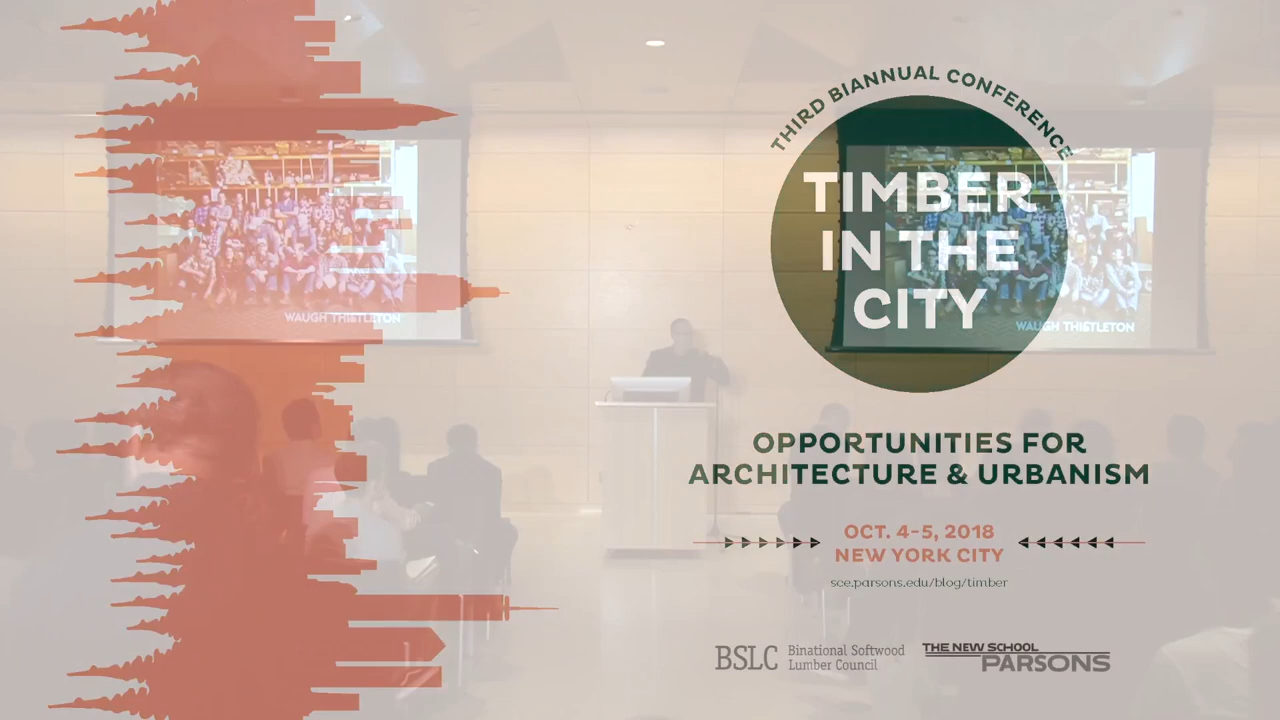 THIRD BIANNUAL CONFERENCE
TIMBER
IN THE
CITY
WAUGH THISTLETON
WAUGH THISTLETON
OPPORTUNITIES FOR
ARCHITECTURE & URBANISM
OCT. 4-5, 2018
NEW YORK CITY
sce.parsons.edu/blog/timber
BSLC Binational Softwood
Lumber Council
THE NEW SCHOOL
PARSONS